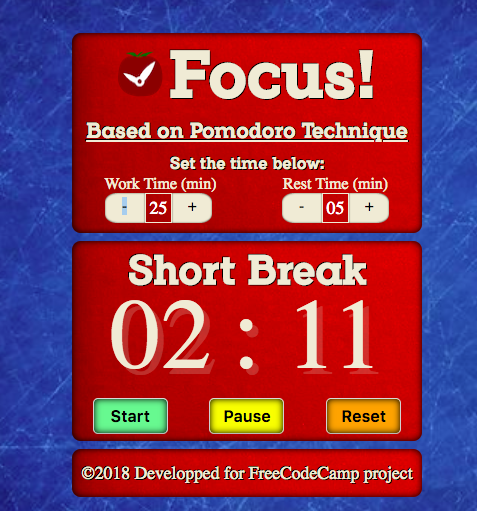 Focus!
Based on Pomodoro Technique
Set the time below:
Work Time (min) Rest Time (min)
- 25 + - 05 +
Short Break
02 : 11
Start Pause Reset
©2018 Developped for FreeCodeCamp project